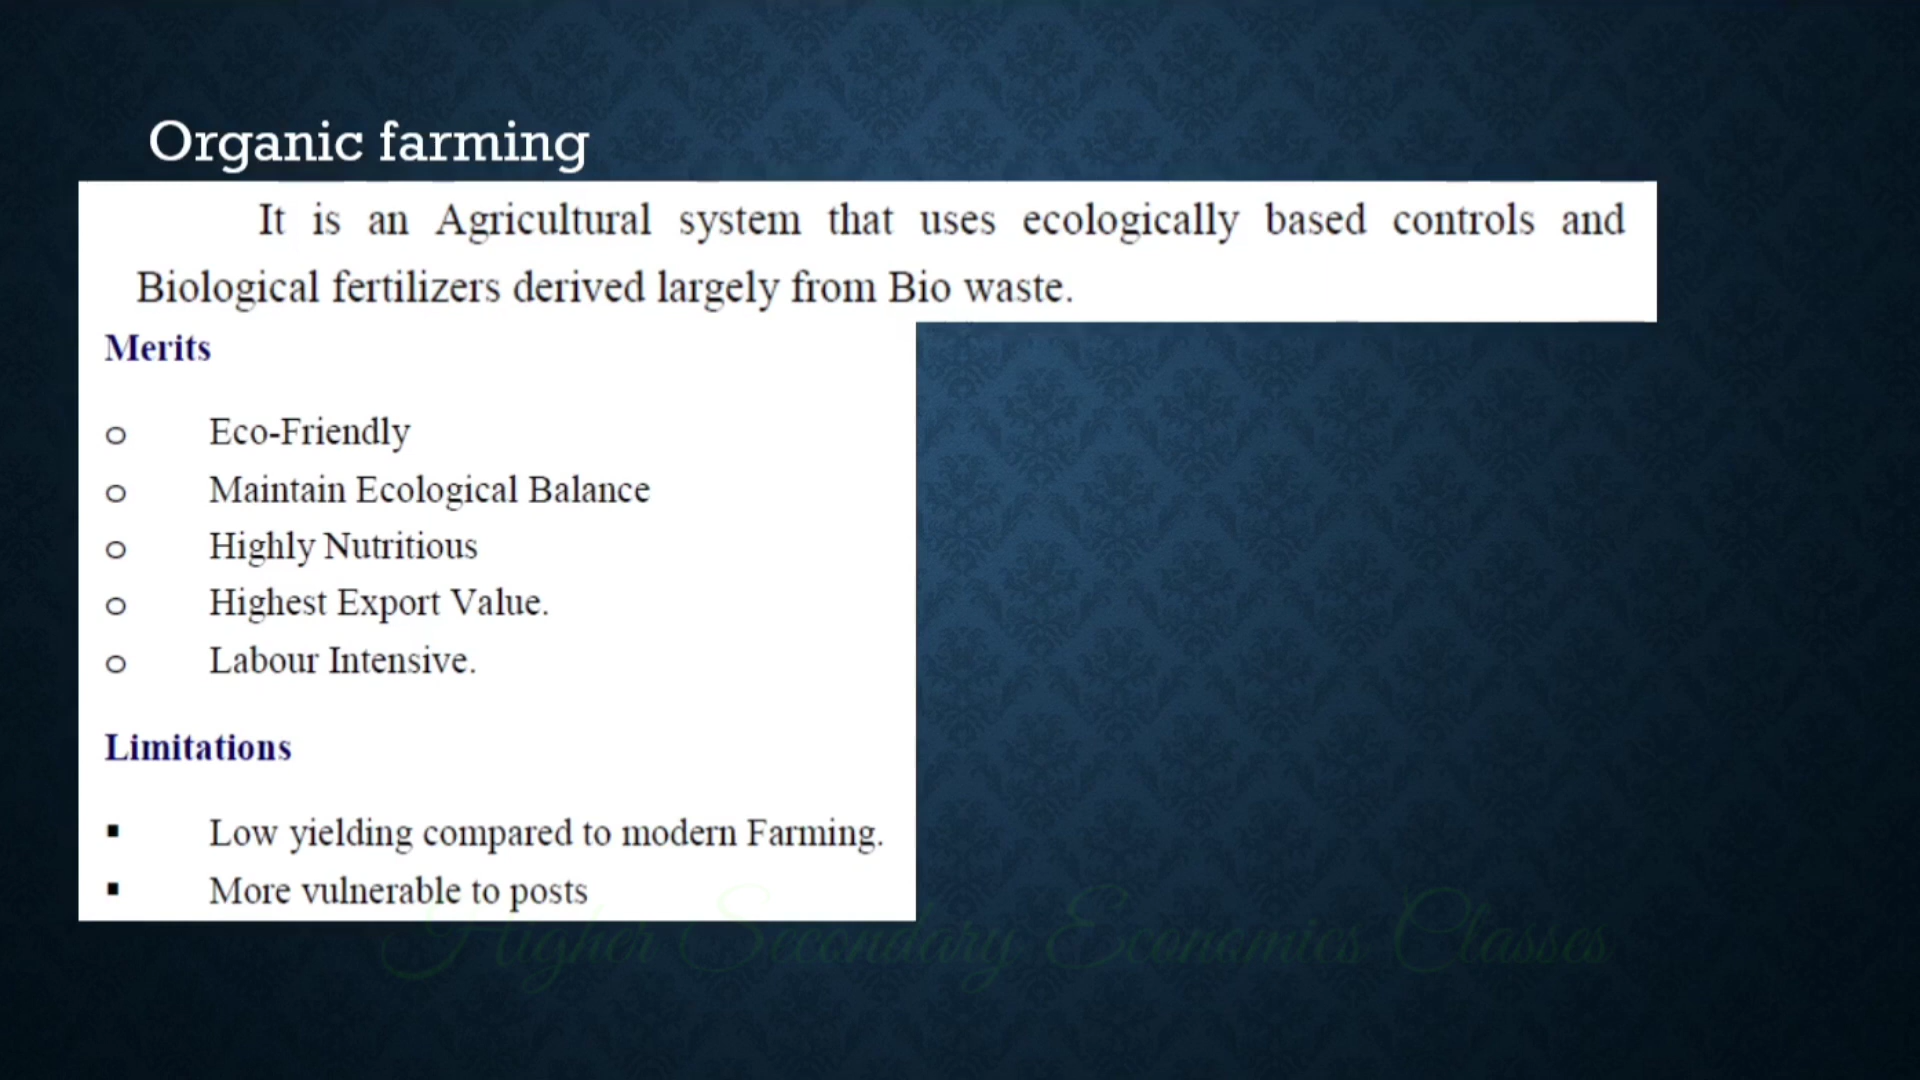 Organic farming
It is an Agricultural system that uses ecologically based controls and
Biological fertilizers derived largely from Bio waste.
Merits
o Eco-Friendly
o Maintain Ecological Balance
o Highly Nutritious
o Highest Export Value.
o Labour Intensive.
Limitations
▪ Low yielding compared to modern Farming.
▪ More vulnerable to posts
Higher Secondary Economics Classes